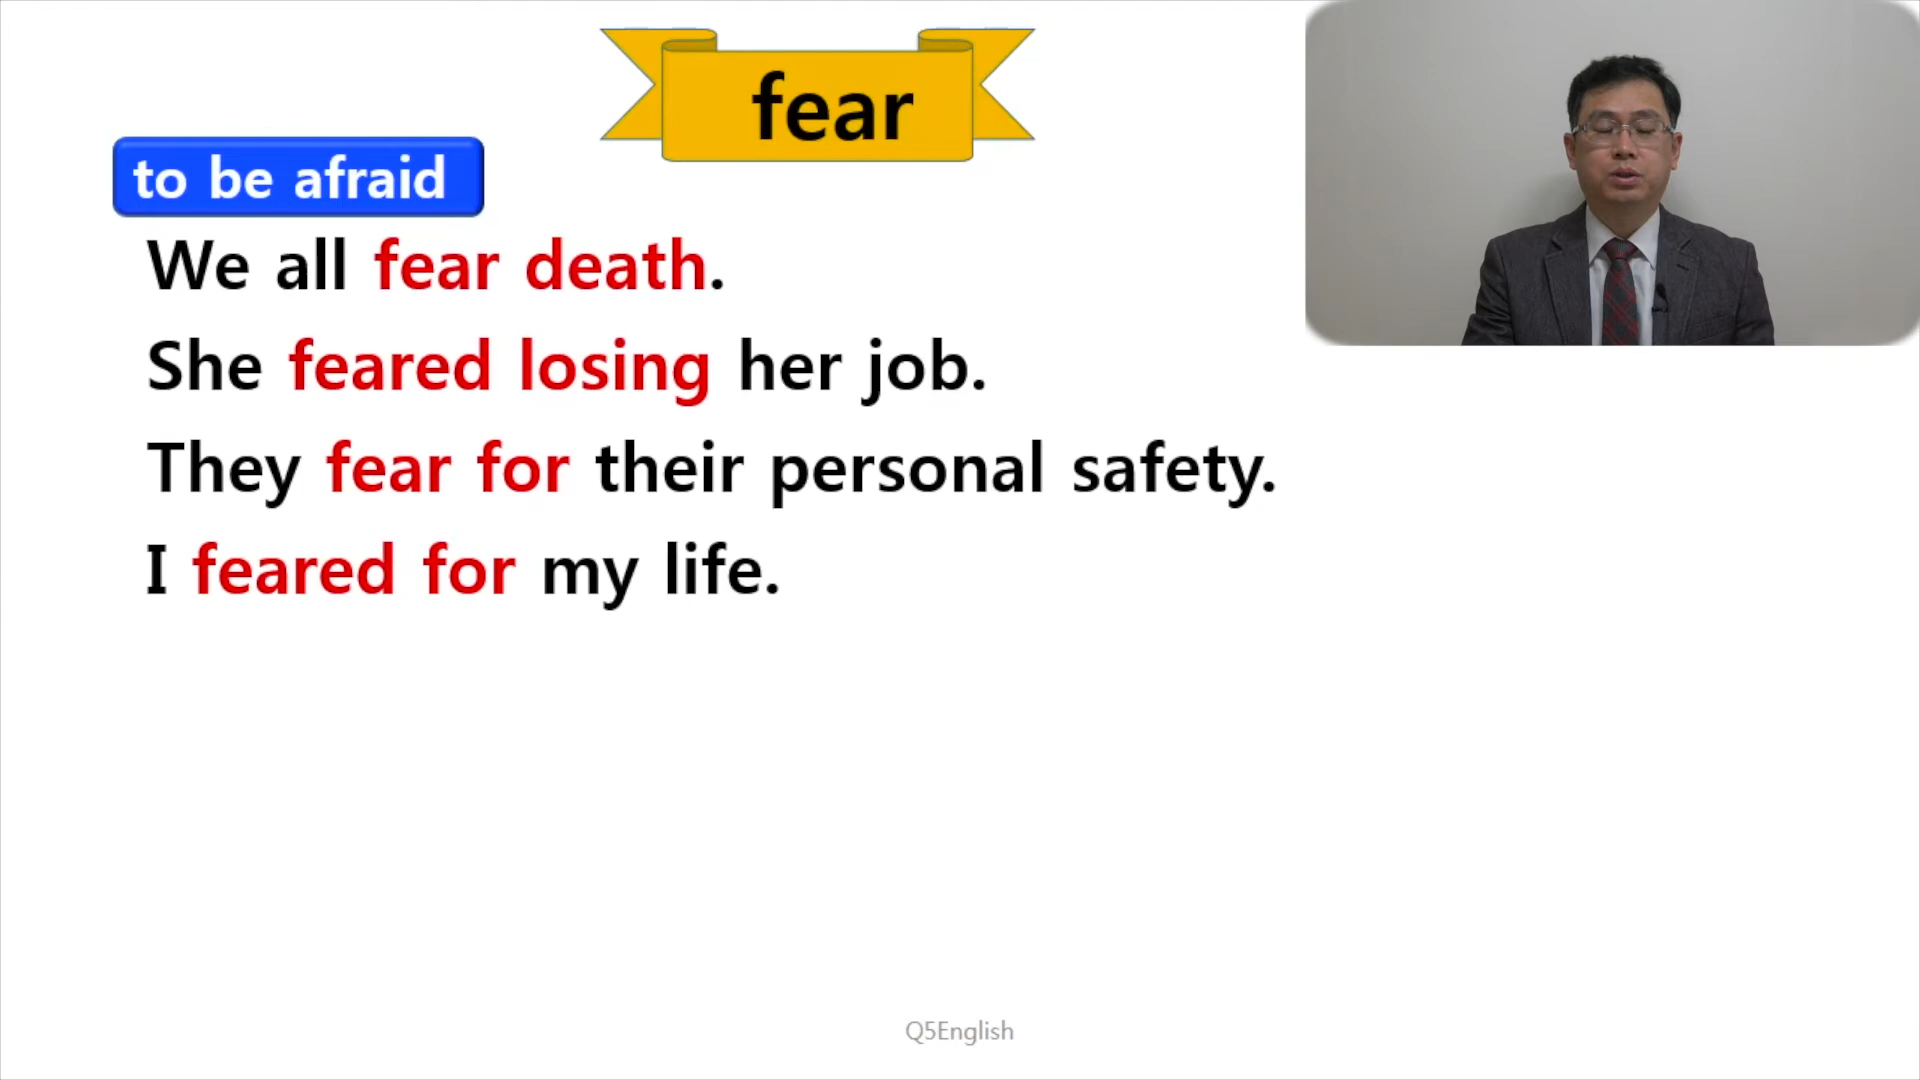 fear
to be afraid
We all fear death.
She feared losing her job.
They fear for their personal safety.
I feared for my life.
Q5English